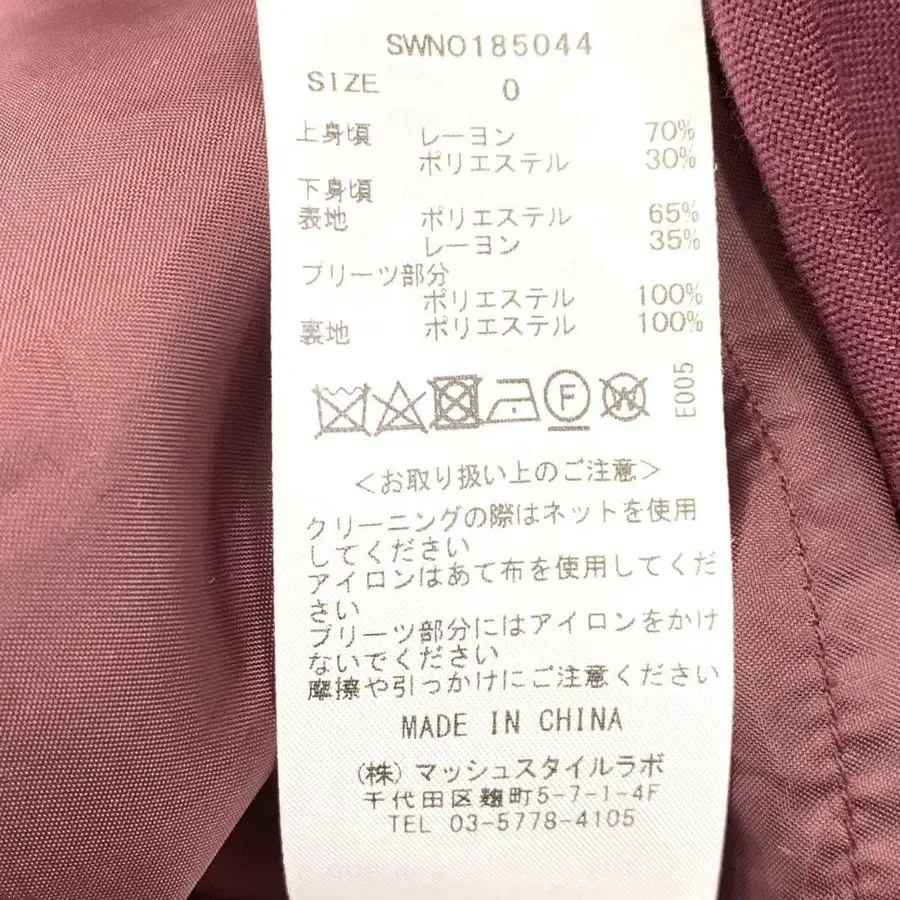 SWNO185044
SIZE 0
上身頃 レーヨン 70%
ポリエステル 30%
下身頃
表地 ポリエステル 65%
レーヨン 35%
プリーツ部分
ポリエステル 100%
裏地 ポリエステル 100%
F W E005
<お取り扱い上のご注意>
クリーニングの際はネットを使用
してください
アイロンはあて布を使用してくだ
さい
プリーツ部分にはアイロンをかけ
ないでください
摩擦や引っかけにご注意ください
MADE IN CHINA
(株)マッシュスタイルラボ
千代田区麹町5-7-1-4F
TEL 03-5778-4105